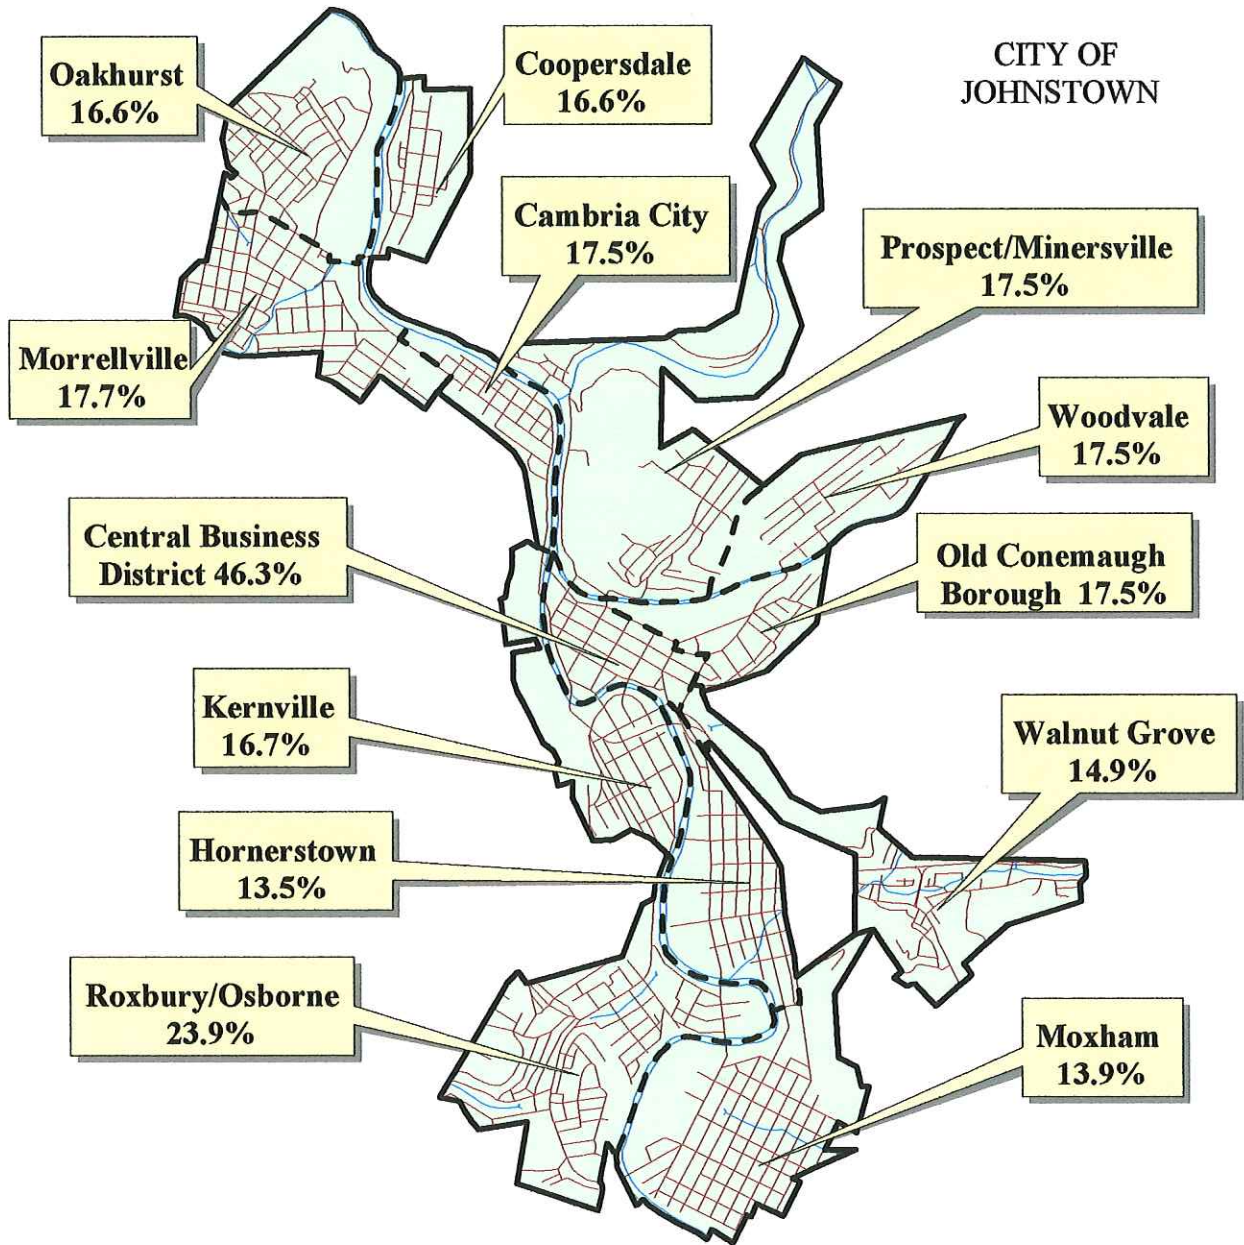 CITY OF
JOHNSTOWN
Oakhurst
16.6%
Coopersdale
16.6%
Cambria City
17.5%
Prospect/Minersville
17.5%
Morrellville
17.7%
Woodvale
17.5%
Central Business
District 46.3%
Old Conemaugh
Borough 17.5%
Kernville
16.7%
Walnut Grove
14.9%
Hornerstown
13.5%
Roxbury/Osborne
23.9%
Moxham
13.9%